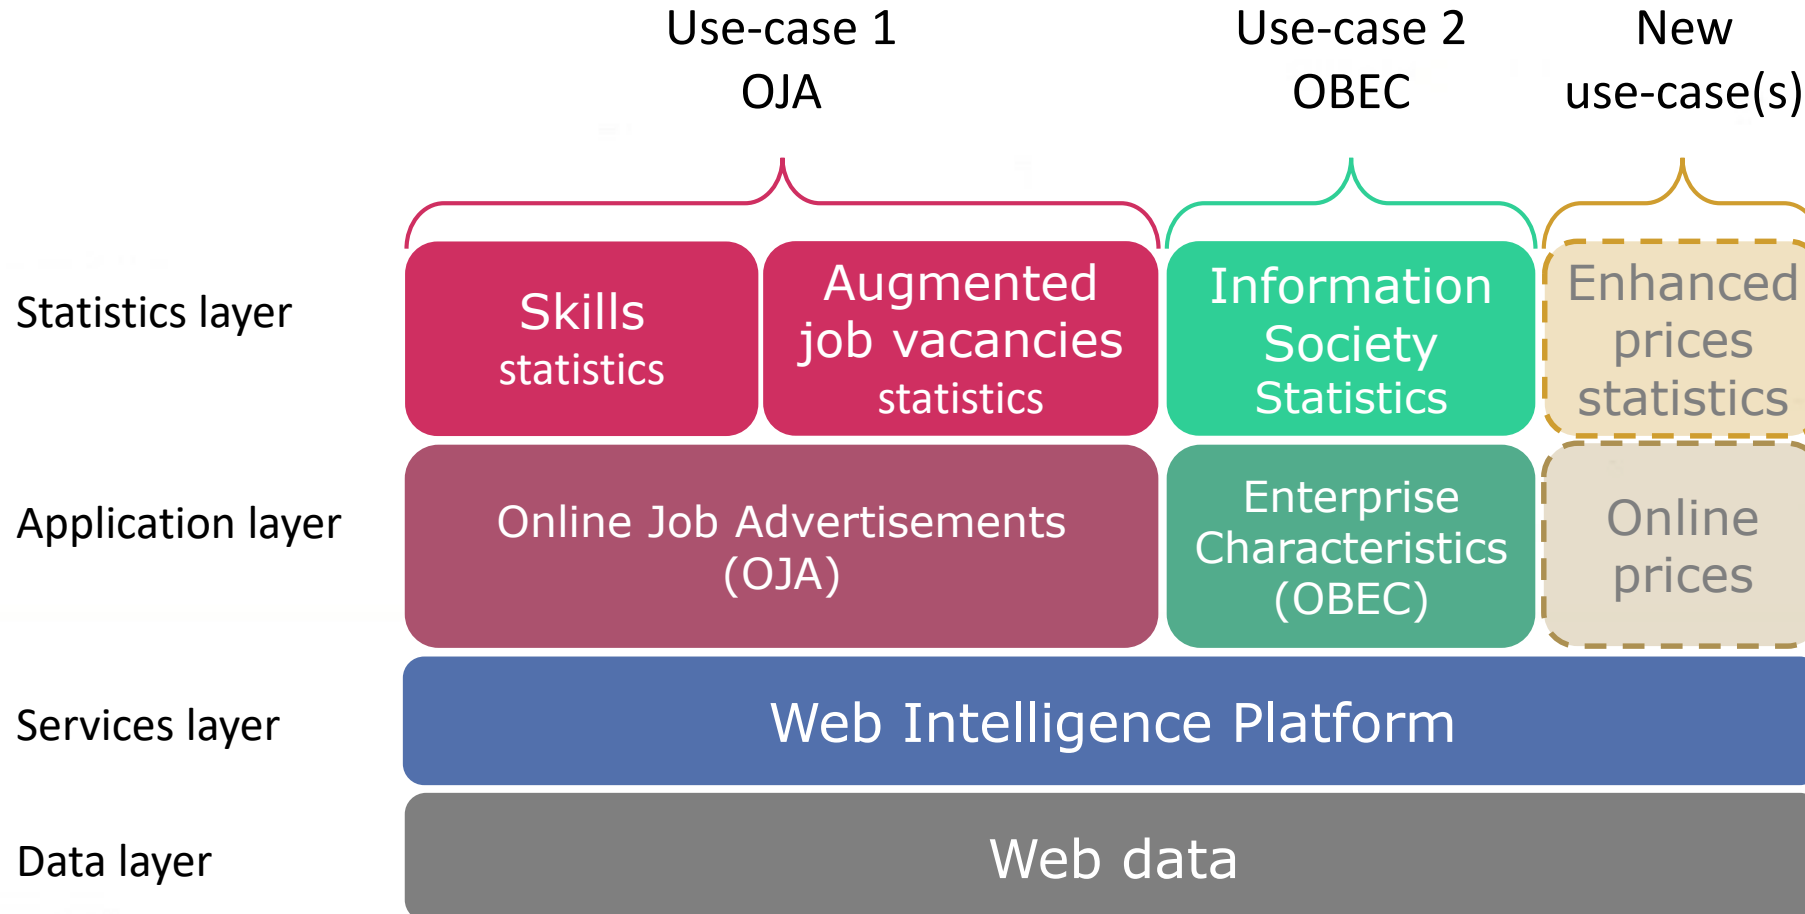 Use-case 1
OJA
Use-case 2
OBEC
New
use-case(s)
Statistics layer
Skills
statistics
Augmented
job vacancies
statistics
Information
Society
Statistics
Enhanced
prices
statistics
Application layer
Online Job Advertisements
(OJA)
Enterprise
Characteristics
(OBEC)
Online
prices
Services layer
Web Intelligence Platform
Data layer
Web data